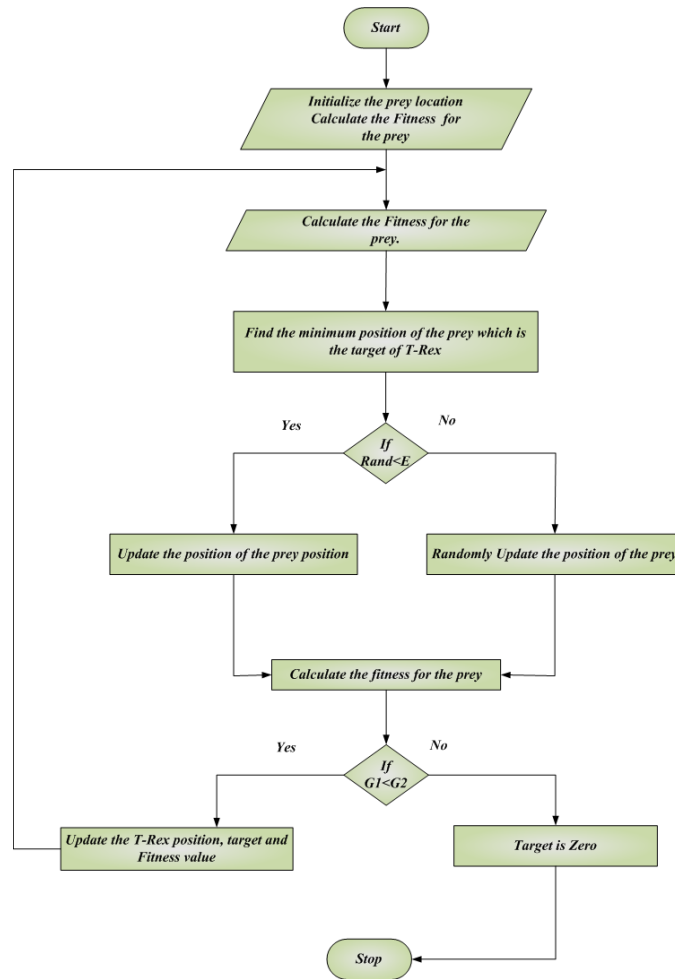 Start
Initialize the prey location
Calculate the Fitness for
the prey
Calculate the Fitness for the
prey.
Find the minimum position of the prey which is
the target of T-Rex
Yes
No
If
Rand<E
Update the position of the prey position
Randomly Update the position of the prey
Calculate the fitness for the prey
Yes
No
If
G1<G2
Update the T-Rex position, target and
Fitness value
Target is Zero
Stop